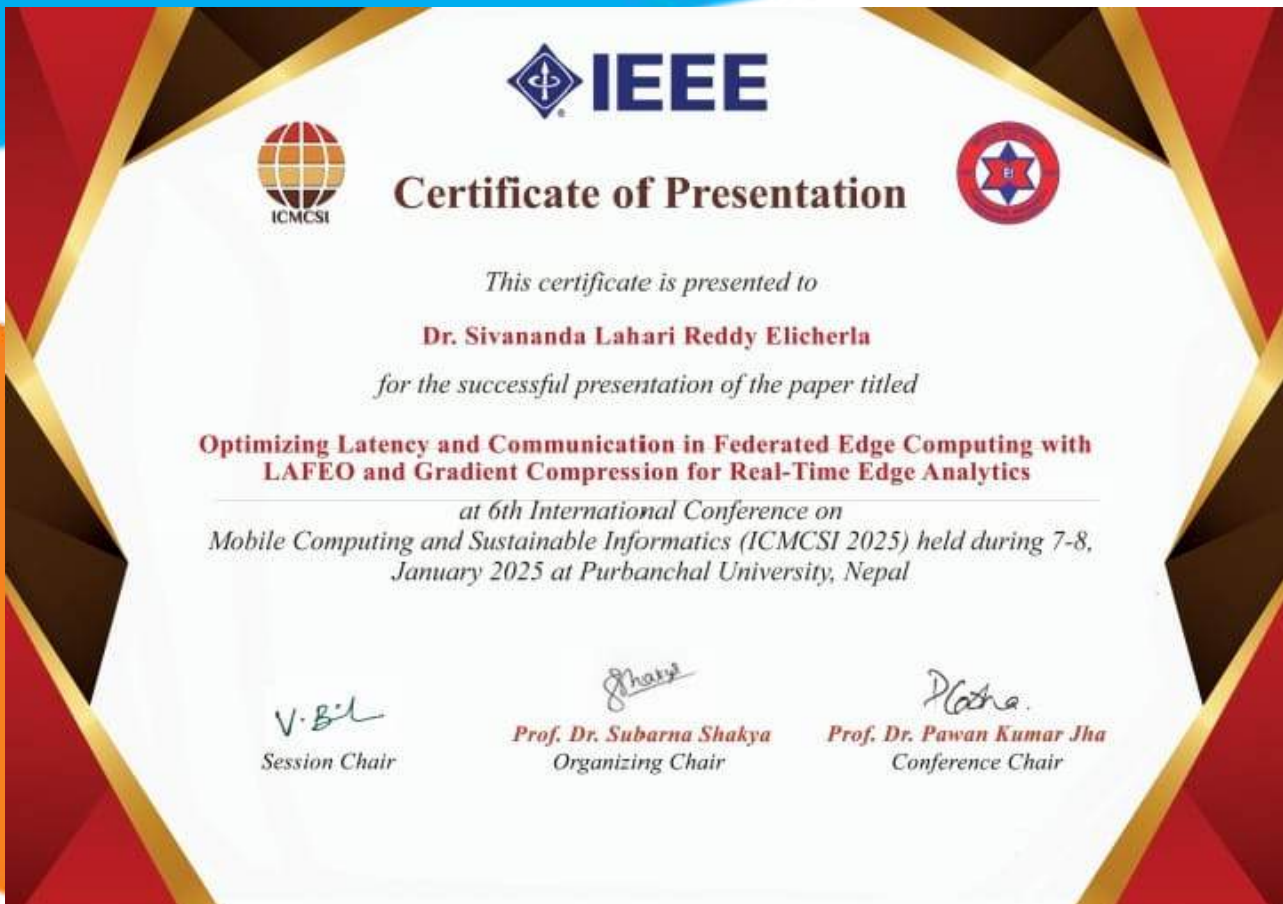 IEEE
ICMCSI
Certificate of Presentation
This certificate is presented to
Dr. Sivananda Lahari Reddy Elicherla
for the successful presentation of the paper titled
Optimizing Latency and Communication in Federated Edge Computing with
LAFEO and Gradient Compression for Real-Time Edge Analytics
at 6th International Conference on
Mobile Computing and Sustainable Informatics (ICMCSI 2025) held during 7-8,
January 2025 at Purbanchal University, Nepal
Session Chair
Prof. Dr. Subarna Shakya
Organizing Chair
Prof. Dr. Pawan Kumar Jha
Conference Chair